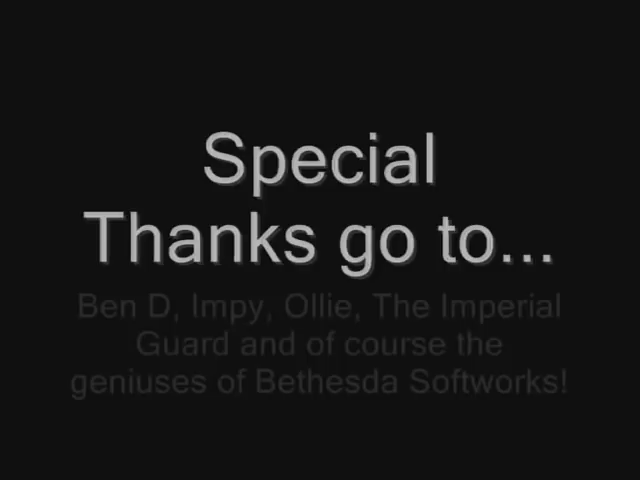 Special
Thanks go to...
Ben D, Impy, Ollie, The Imperial
Guard and of course the
geniuses of Bethesda Softworks!